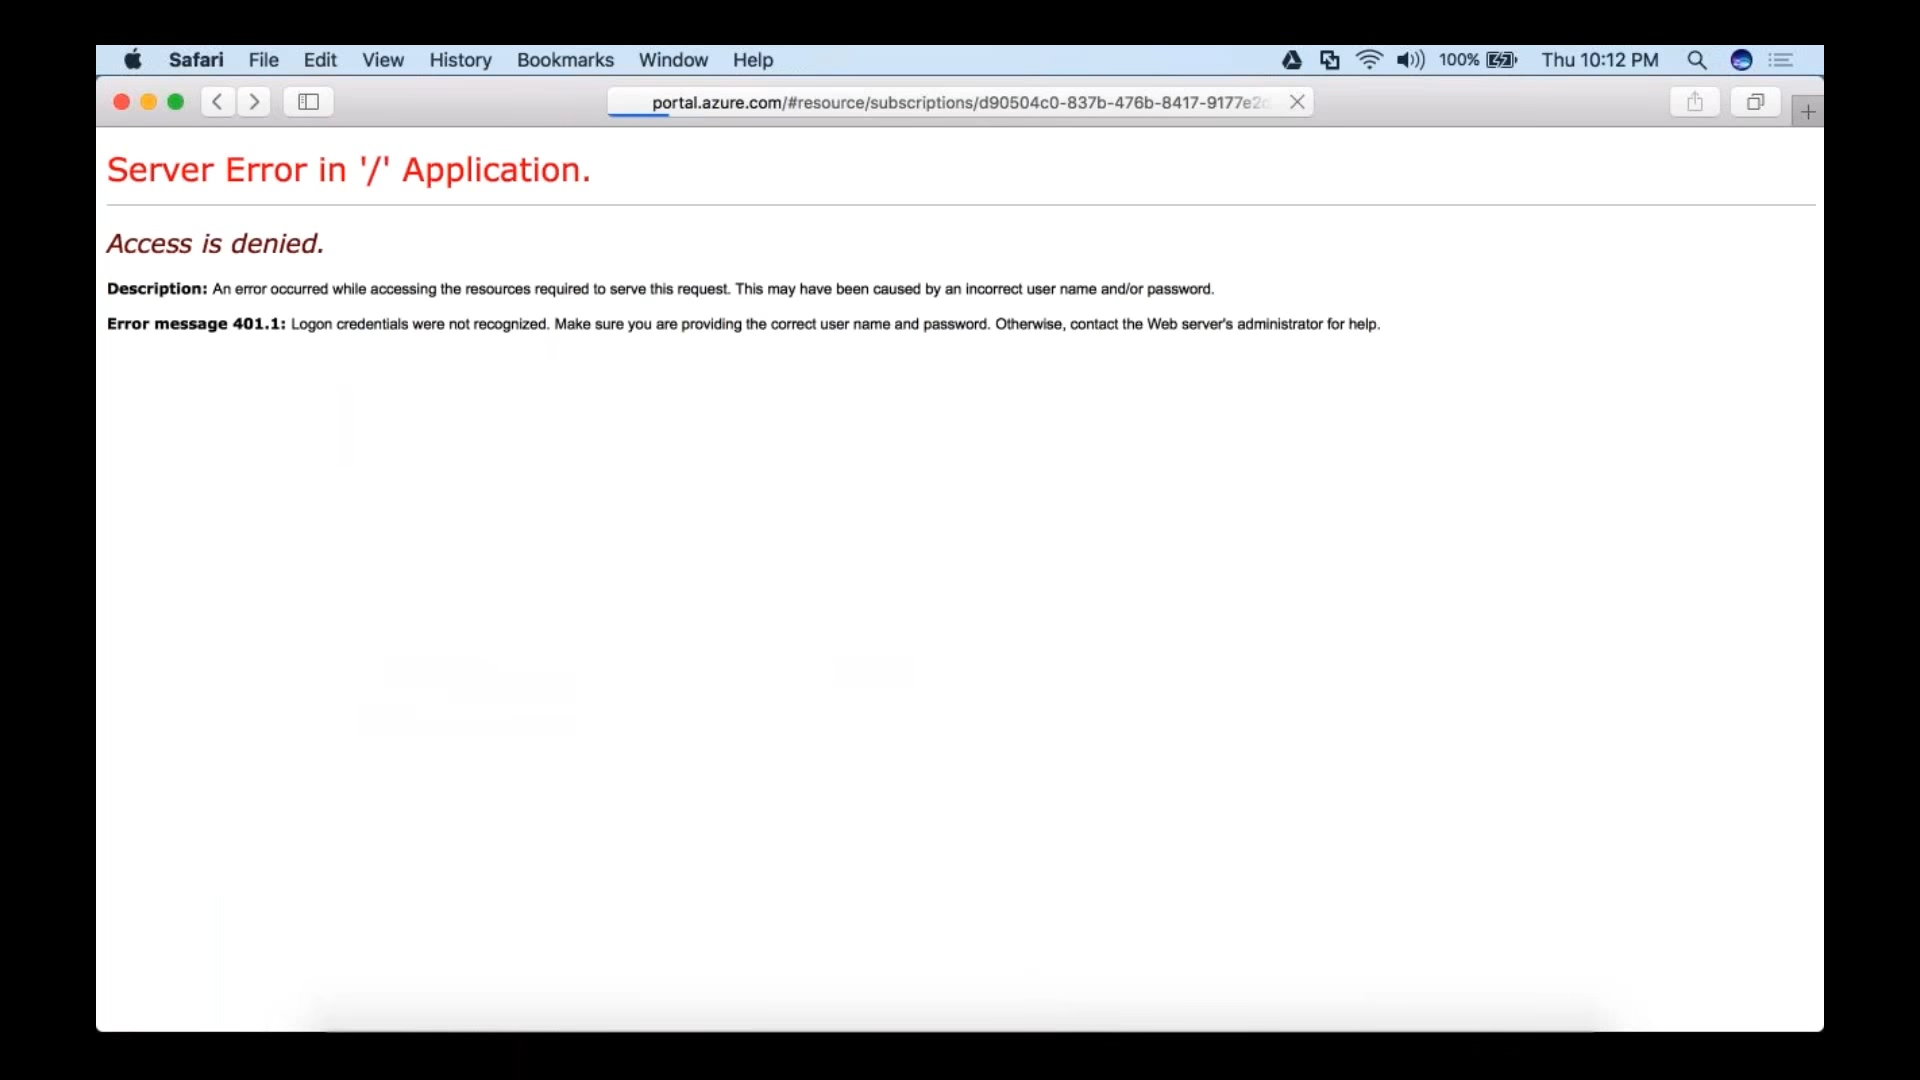 Safari File Edit View History Bookmarks Window Help 100% Thu 10:12 PM
portal.azure.com/#resource/subscriptions/d90504c0-837b-476b-8417-9177e2
Server Error in '/' Application.
Access is denied.
Description: An error occurred while accessing the resources required to serve this request. This may have been caused by an incorrect user name and/or password.
Error message 401.1: Logon credentials were not recognized. Make sure you are providing the correct user name and password. Otherwise, contact the Web server's administrator for help.